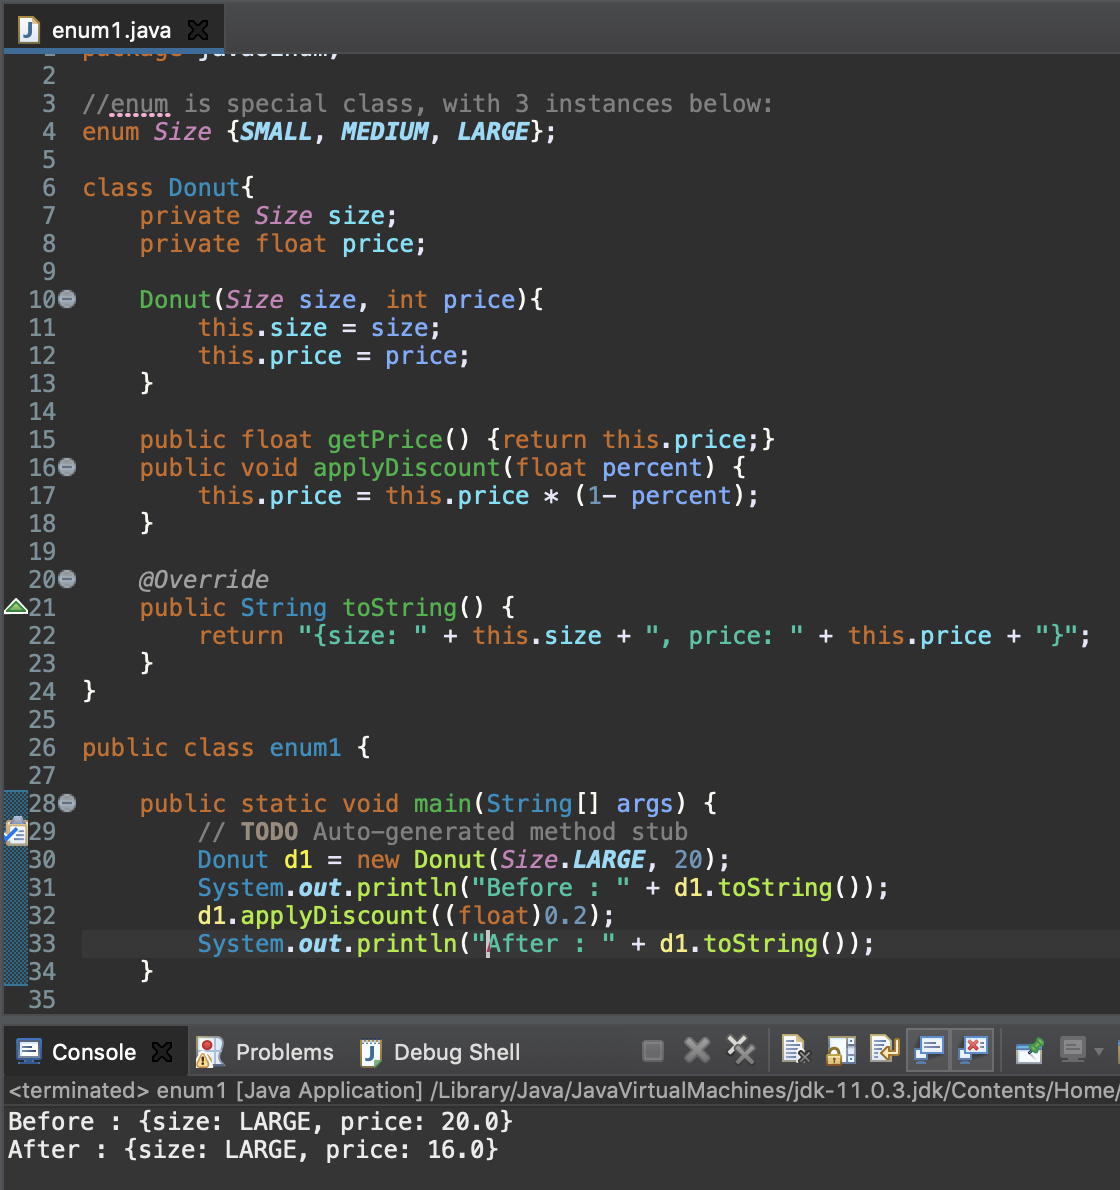 enum1.java
1 package
2
3 //enum is special class, with 3 instances below:
4 enum Size {SMALL, MEDIUM, LARGE};
5
6 class Donut{
7 private Size size;
8 private float price;
9
10 Donut(Size size, int price){
11 this.size = size;
12 this.price = price;
13 }
14
15 public float getPrice() {return this.price;}
16 public void applyDiscount(float percent) {
17 this.price = this.price * (1- percent);
18 }
19
20 @Override
21 public String toString() {
22 return "{size: " + this.size + ", price: " + this.price + "}";
23 }
24 }
25
26 public class enum1 {
27
28 public static void main(String[] args) {
29 // TODO Auto-generated method stub
30 Donut d1 = new Donut(Size.LARGE, 20);
31 System.out.println("Before : " + d1.toString());
32 d1.applyDiscount((float)0.2);
33 System.out.println("After : " + d1.toString());
34 }
35
Console Problems Debug Shell
<terminated> enum1 [Java Application] /Library/Java/JavaVirtualMachines/jdk-11.0.3.jdk/Contents/Home/
Before : {size: LARGE, price: 20.0}
After : {size: LARGE, price: 16.0}